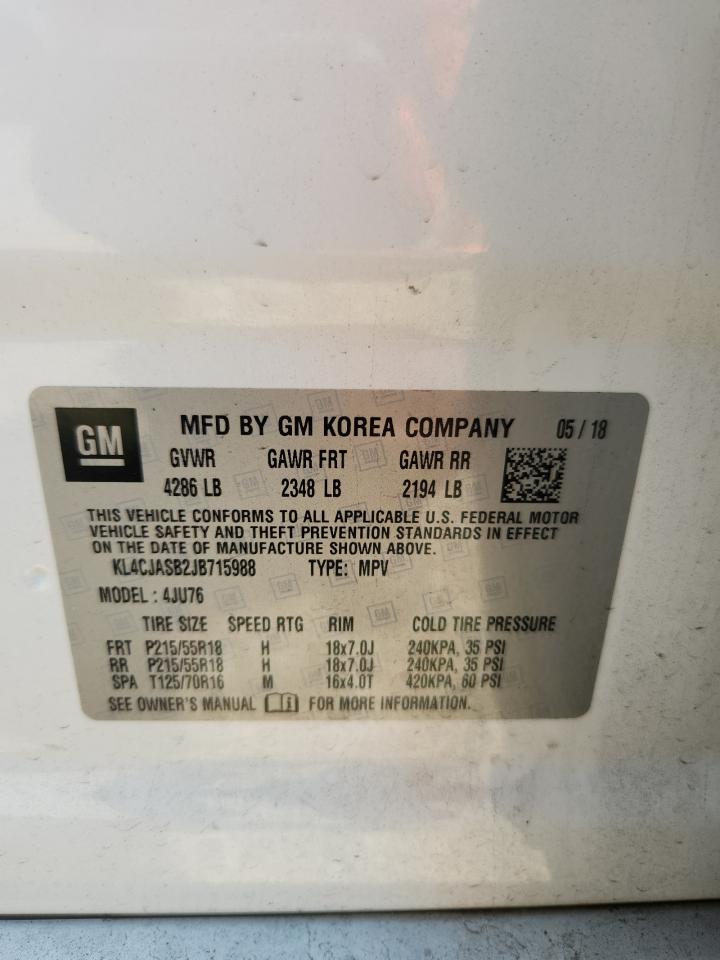 GM
MFD BY GM KOREA COMPANY 05 / 18
GVWR GAWR FRT GAWR RR
4286 LB 2348 LB 2194 LB
THIS VEHICLE CONFORMS TO ALL APPLICABLE U.S. FEDERAL MOTOR
VEHICLE SAFETY AND THEFT PREVENTION STANDARDS IN EFFECT
ON THE DATE OF MANUFACTURE SHOWN ABOVE.
KL4CJASB2JB715988 TYPE: MPV
MODEL : 4JU76
TIRE SIZE SPEED RTG RIM COLD TIRE PRESSURE
FRT P215/55R18 H 18x7.0J 240KPA, 35 PSI
RR P215/55R18 H 18x7.0J 240KPA, 35 PSI
SPA T125/70R16 M 16x4.0T 420KPA, 60 PSI
SEE OWNER'S MANUAL i FOR MORE INFORMATION.